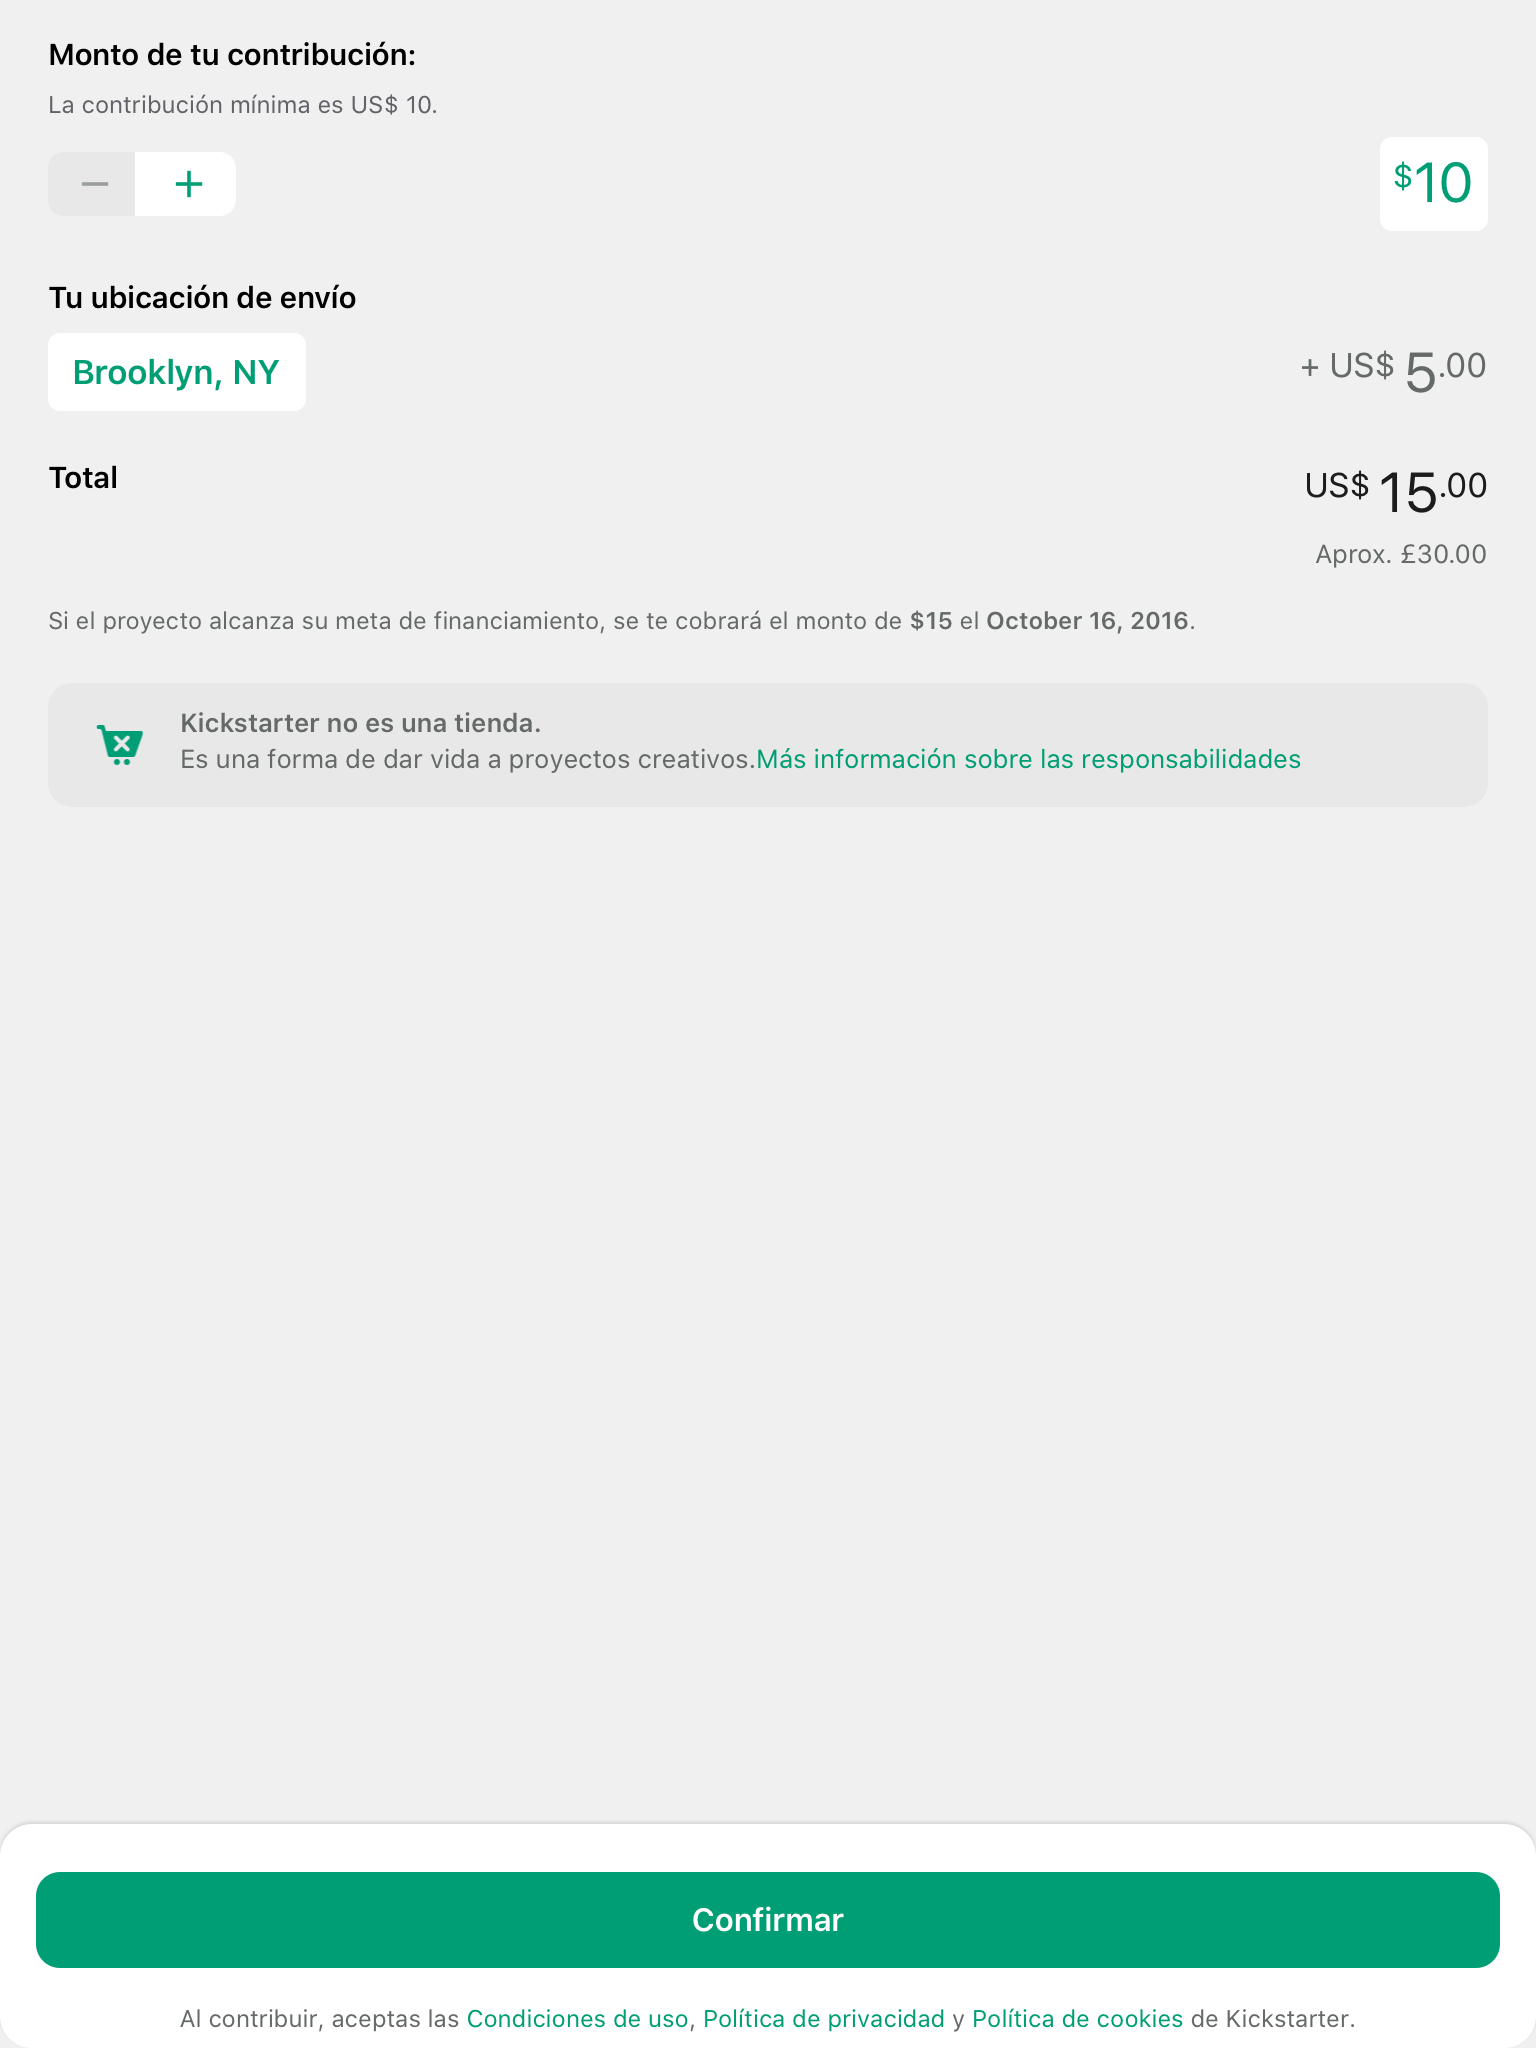 Monto de tu contribución:
La contribución mínima es US$ 10.
$10
Tu ubicación de envío
Brooklyn, NY
+ US$ 5.00
Total
US$ 15.00
Aprox. £30.00
Si el proyecto alcanza su meta de financiamiento, se te cobrará el monto de $15 el October 16, 2016.
Kickstarter no es una tienda.
Es una forma de dar vida a proyectos creativos.Más información sobre las responsabilidades
Confirmar
Al contribuir, aceptas las Condiciones de uso, Política de privacidad y Política de cookies de Kickstarter.